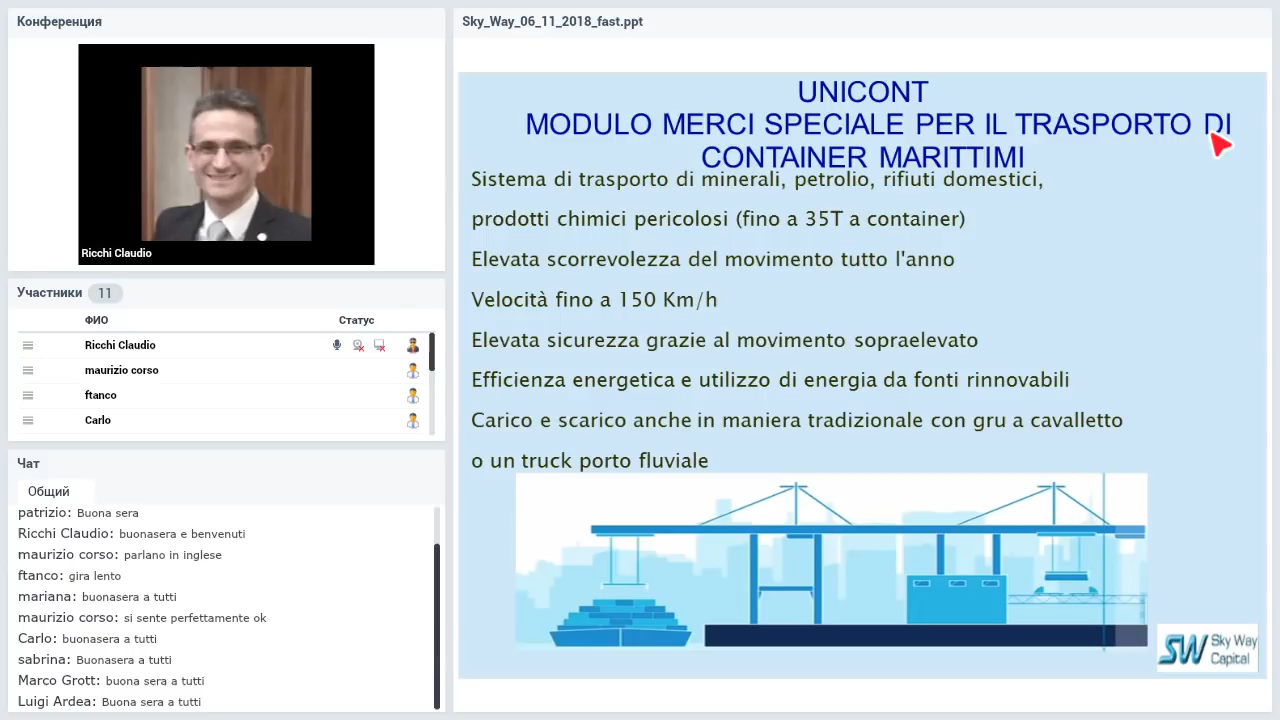 Конференция
Ricchi Claudio
Участники 11
ФИО Статус
Ricchi Claudio
maurizio corso
ftanco
Carlo
Чат
Общий
patrizio: Buona sera
Ricchi Claudio: buonasera e benvenuti
maurizio corso: parlano in inglese
ftanco: gira lento
mariana: buonasera a tutti
maurizio corso: si sente perfettamente ok
Carlo: buonasera a tutti
sabrina: Buonasera a tutti
Marco Grott: buona sera a tutti
Luigi Ardea: Buona sera a tutti
Sky_Way_06_11_2018_fast.ppt
UNICONT
MODULO MERCI SPECIALE PER IL TRASPORTO DI
CONTAINER MARITTIMI
Sistema di trasporto di minerali, petrolio, rifiuti domestici,
prodotti chimici pericolosi (fino a 35T a container)
Elevata scorrevolezza del movimento tutto l'anno
Velocità fino a 150 Km/h
Elevata sicurezza grazie al movimento sopraelevato
Efficienza energetica e utilizzo di energia da fonti rinnovabili
Carico e scarico anche in maniera tradizionale con gru a cavalletto
o un truck porto fluviale
SW Sky Way
Capital